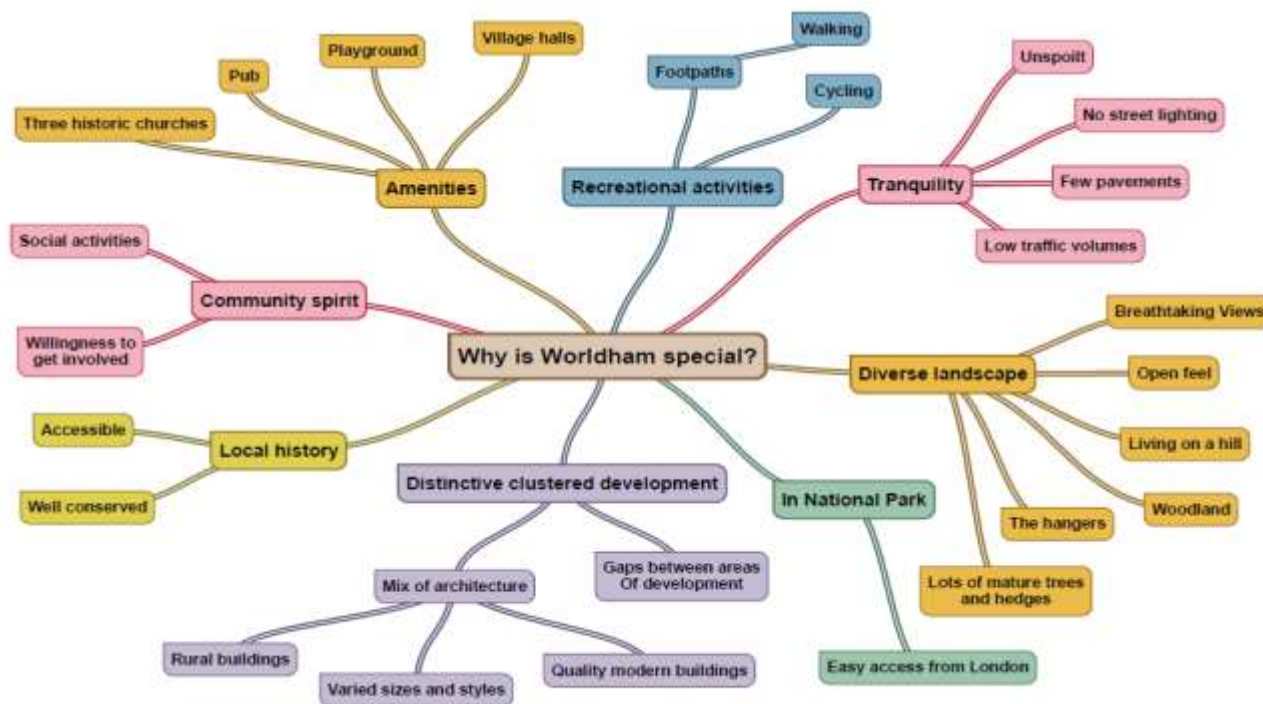 Walking
Village halls
Playground
Unspoilt
Footpaths
Pub
Cycling
No street lighting
Three historic churches
Amenities
Recreational activities
Tranquility
Few pavements
Social activities
Low traffic volumes
Community spirit
Breathtaking Views
Willingness to
get involved
Why is Worldham special?
Diverse landscape
Open feel
Accessible
Local history
Living on a hill
Distinctive clustered development
In National Park
Well conserved
Woodland
The hangers
Gaps between areas
Of development
Mix of architecture
Lots of mature trees
and hedges
Rural buildings
Quality modern buildings
Easy access from London
Varied sizes and styles